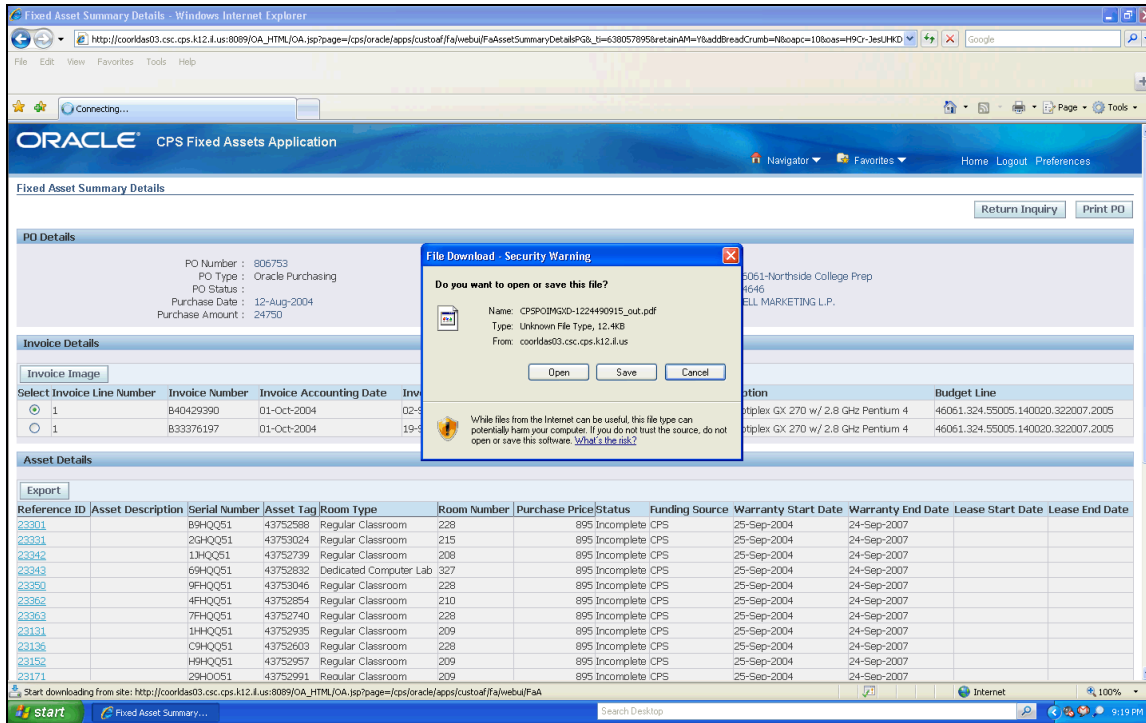 Fixed Asset Summary Details - Windows Internet Explorer
http://coorldas03.csc.cps.k12.il.us:8089/OA_HTML/OA.jsp?page=/cps/oracle/apps/custoaf/fa/webui/FaAssetSummaryDetailsPG&_ti=638057895&retainAM=Y&addBreadCrumb=N&oapc=10&oas=H9Cr-JesUHKD
Google
File Edit View Favorites Tools Help
Connecting...
Page Tools
ORACLE CPS Fixed Assets Application
Navigator Favorites Home Logout Preferences
Fixed Asset Summary Details
Return Inquiry Print PO
PO Details
PO Number : 806753
PO Type : Oracle Purchasing
PO Status :
Purchase Date : 12-Aug-2004
Purchase Amount : 24750
5061-Northside College Prep
4646
ELL MARKETING L.P.
File Download - Security Warning
Do you want to open or save this file?
Name: CPSPOIMGXD-1224490915_out.pdf
Type: Unknown File Type, 12.4KB
From: coorldas03.csc.cps.k12.il.us
Open Save Cancel
While files from the Internet can be useful, this file type can
potentially harm your computer. If you do not trust the source, do not
open or save this software. What's the risk?
Invoice Details
Invoice Image
Select Invoice Line Number Invoice Number Invoice Accounting Date Inv ption Budget Line
1 B40429390 01-Oct-2004 02-S ptiplex GX 270 w/ 2.8 GHz Pentium 4 46061.324.55005.140020.322007.2005
1 B33376197 01-Oct-2004 19-S ptiplex GX 270 w/ 2.8 GHz Pentium 4 46061.324.55005.140020.322007.2005
Asset Details
Export
Reference ID Asset Description Serial Number Asset Tag Room Type Room Number Purchase Price Status Funding Source Warranty Start Date Warranty End Date Lease Start Date Lease End Date
23301 B9HQQ51 43752588 Regular Classroom 228 895 Incomplete CPS 25-Sep-2004 24-Sep-2007
23331 2GHQQ51 43753024 Regular Classroom 215 895 Incomplete CPS 25-Sep-2004 24-Sep-2007
23342 1JHQQ51 43752739 Regular Classroom 208 895 Incomplete CPS 25-Sep-2004 24-Sep-2007
23343 69HQQ51 43752832 Dedicated Computer Lab 327 895 Incomplete CPS 25-Sep-2004 24-Sep-2007
23350 9FHQQ51 43753046 Regular Classroom 228 895 Incomplete CPS 25-Sep-2004 24-Sep-2007
23362 4FHQQ51 43752854 Regular Classroom 210 895 Incomplete CPS 25-Sep-2004 24-Sep-2007
23363 7FHQQ51 43752740 Regular Classroom 228 895 Incomplete CPS 25-Sep-2004 24-Sep-2007
23131 1HHQQ51 43752935 Regular Classroom 209 895 Incomplete CPS 25-Sep-2004 24-Sep-2007
23136 C9HQQ51 43752603 Regular Classroom 228 895 Incomplete CPS 25-Sep-2004 24-Sep-2007
23152 H9HQQ51 43752957 Regular Classroom 209 895 Incomplete CPS 25-Sep-2004 24-Sep-2007
23171 29HQQ51 43752991 Regular Classroom 209 895 Incomplete CPS 25-Sep-2004 24-Sep-2007
Start downloading from site: http://coorldas03.csc.cps.k12.il.us:8089/OA_HTML/OA.jsp?page=/cps/oracle/apps/custoaf/fa/webui/FaA
Internet 100%
start Fixed Asset Summary... Search Desktop 9:19 PM